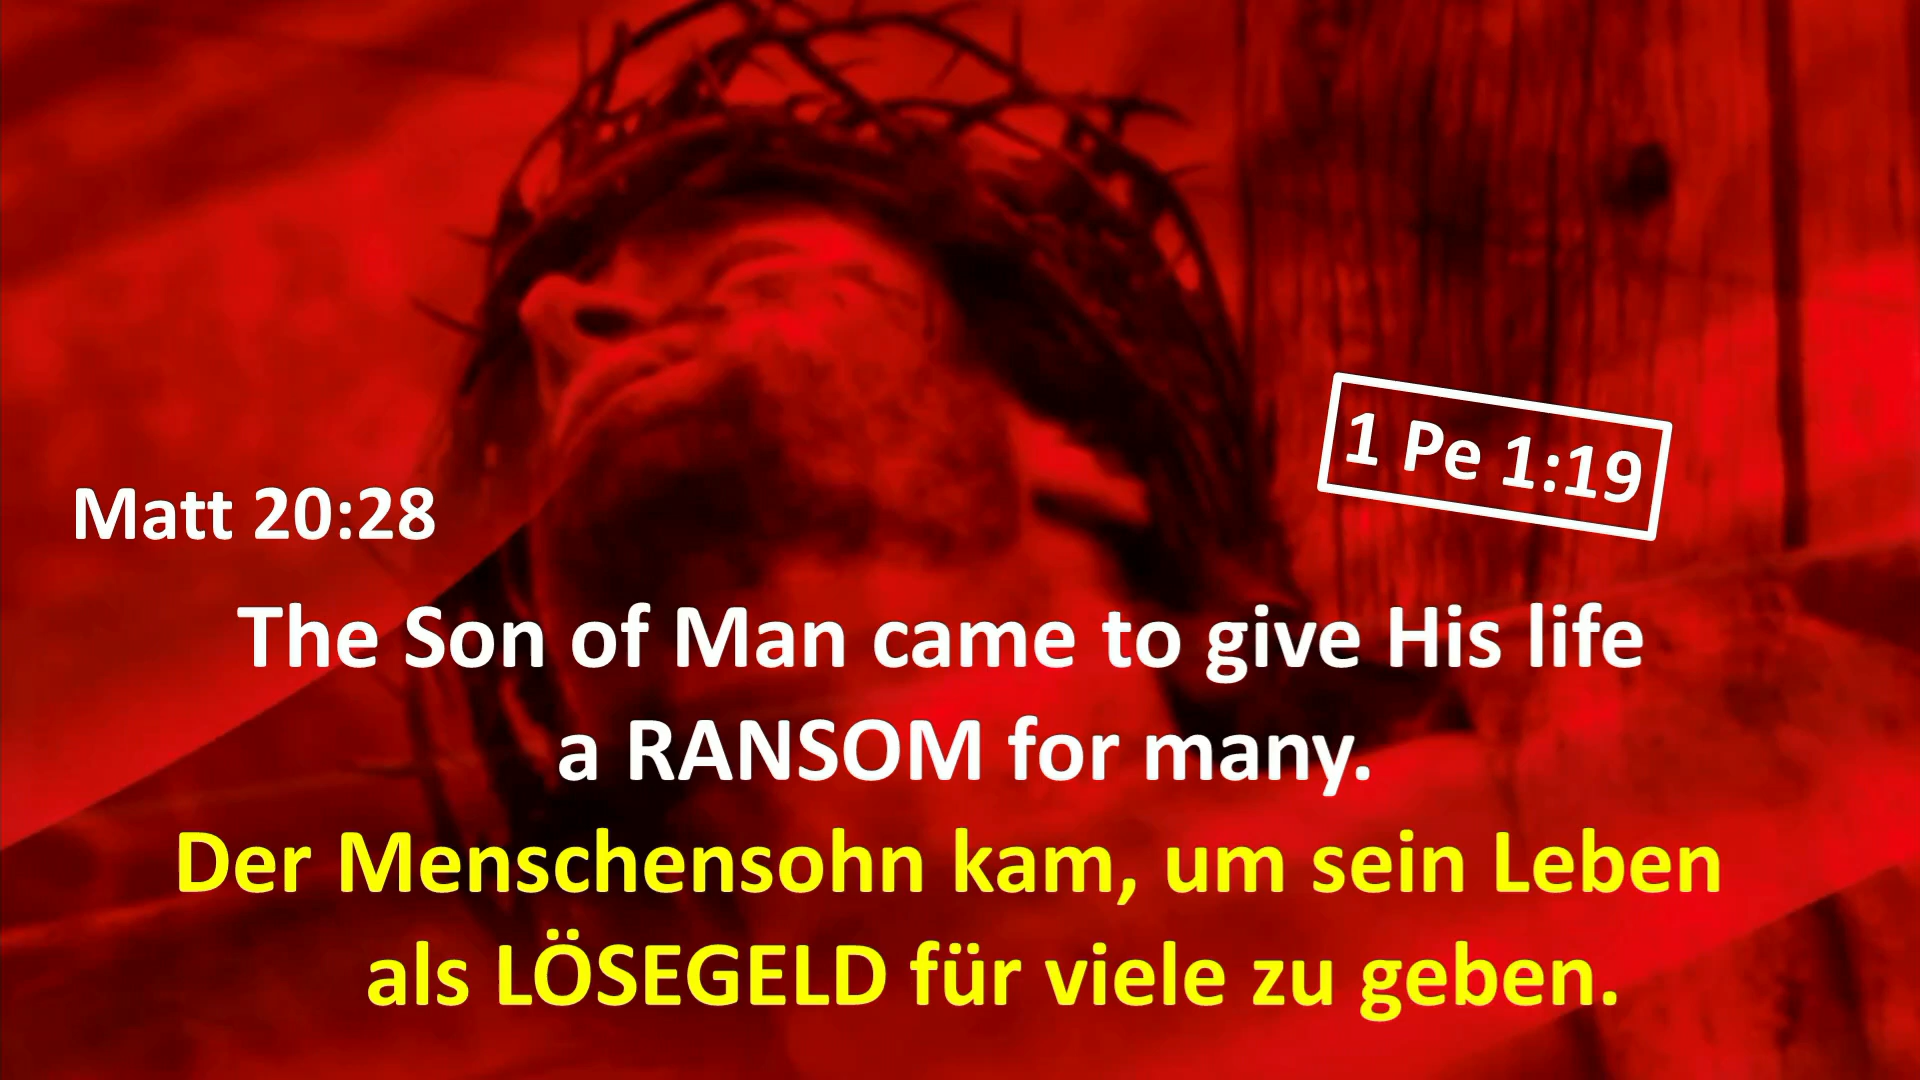 1 Pe 1:19
Matt 20:28
The Son of Man came to give His life
a RANSOM for many.
Der Menschensohn kam, um sein Leben
als LÖSEGELD für viele zu geben.